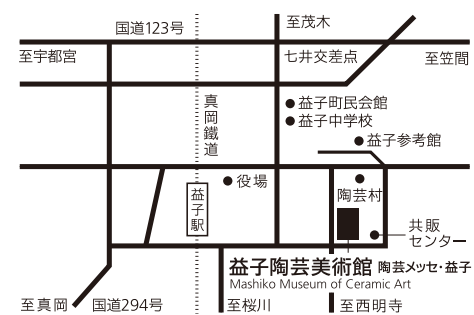 国道123号
至茂木
至宇都宮
七井交差点
至笠間
真岡鐵道
益子町民会館
益子中学校
益子参考館
役場
益子駅
陶芸村
共販
センター
益子陶芸美術館 陶芸メッセ・益子
Mashiko Museum of Ceramic Art
至真岡
国道294号
至桜川
至西明寺